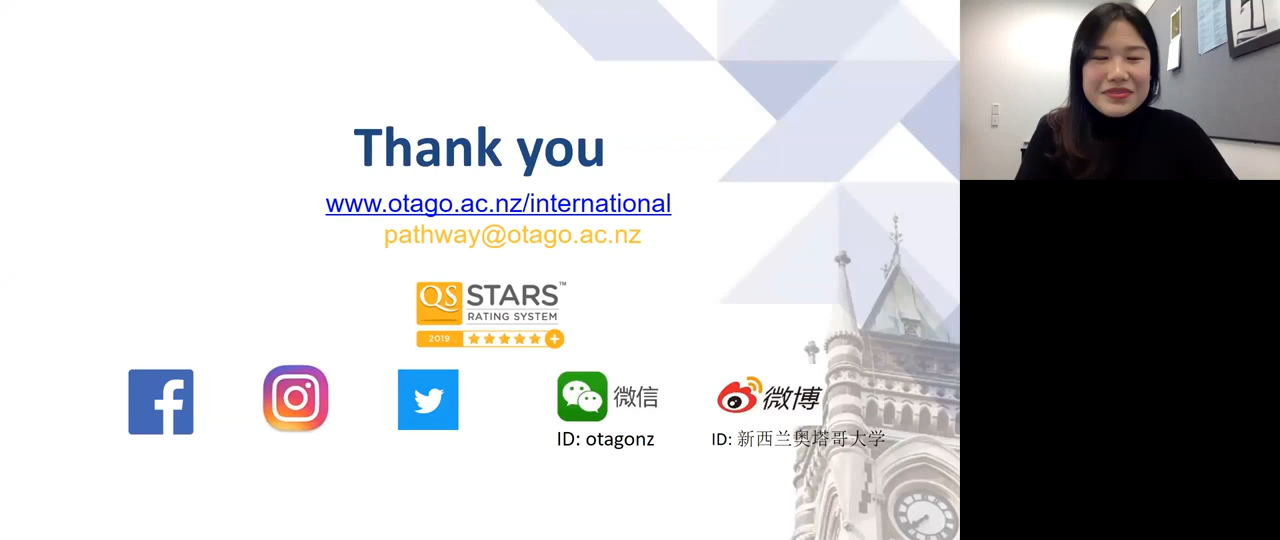 Thank you
www.otago.ac.nz/international
pathway@otago.ac.nz
QS STARS™
RATING SYSTEM
2019
微信
微博
ID: otagonz
ID: 新西兰奥塔哥大学